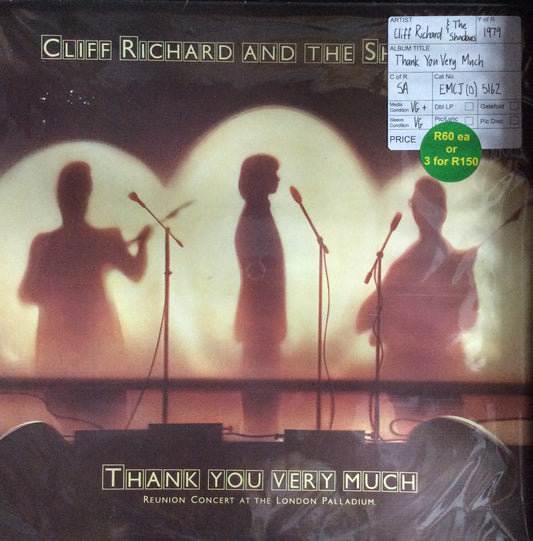 CLIFF RICHARD AND THE SH
ARTIST
Cliff Richard & The Shadows
Y of R
1979
ALBUM TITLE
Thank You Very Much
C of R
SA
Cat No.
EMCJ(D) 5162
Media Condition VG +
Dbl LP
Gatefold
Sleeve Condition VG
Pic/Lyric
Pic Disc
PRICE
R60 ea
or
3 for R150
THANK YOU VERY MUCH
REUNION CONCERT AT THE LONDON PALLADIUM.